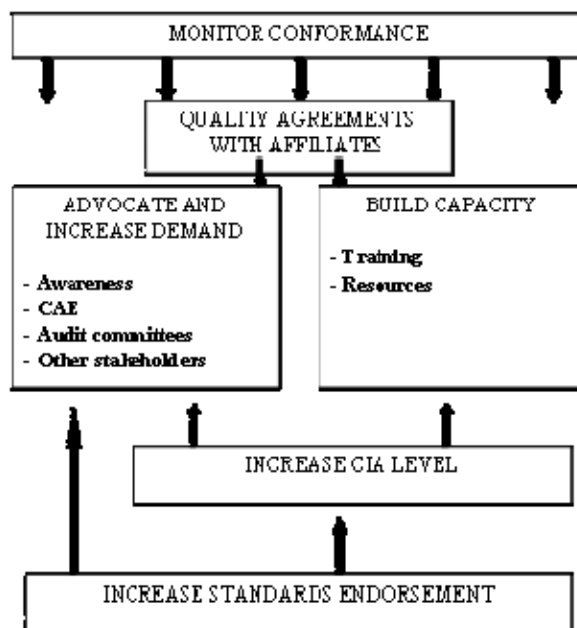 MONITOR CONFORMANCE
QUALITY AGREEMENTS
WITH AFFILIATES
ADVOCATE AND
INCREASE DEMAND
- Awareness
- CAE
- Audit committees
- Other stakeholders
BUILD CAPACITY
- Training
- Resources
INCREASE CIA LEVEL
INCREASE STANDARDS ENDORSEMENT